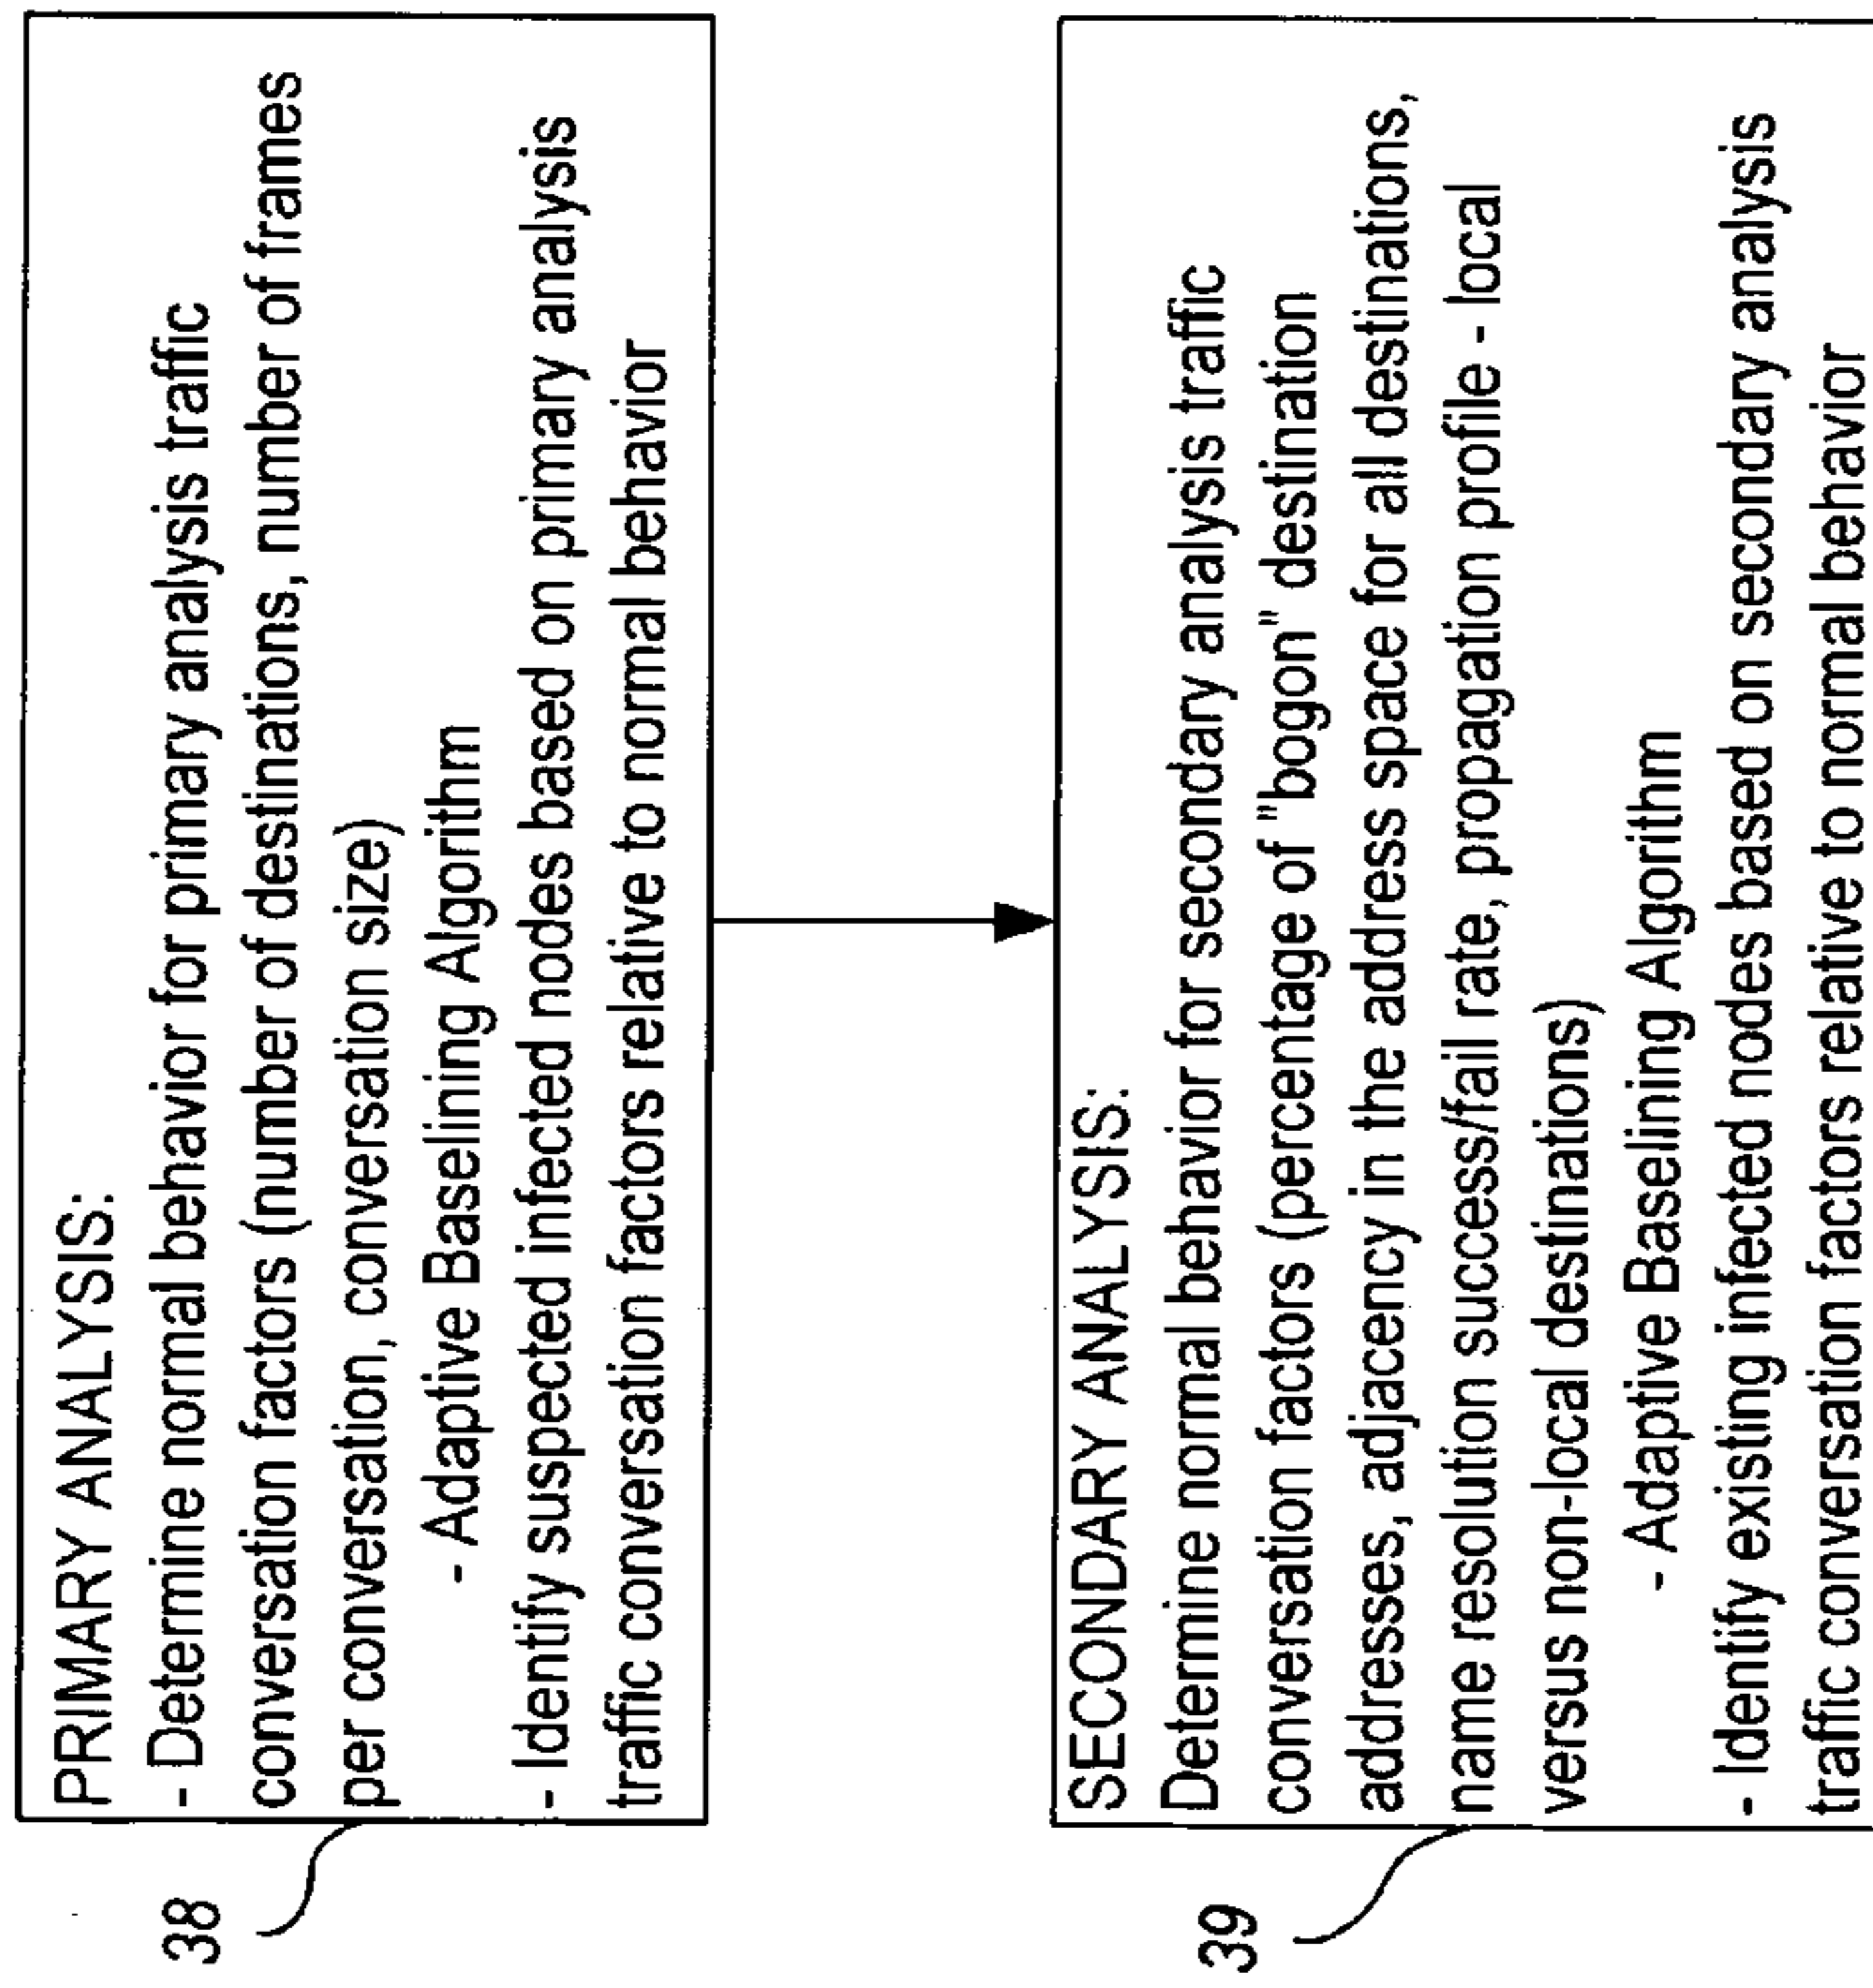 PRIMARY ANALYSIS:
- Determine normal behavior for primary analysis traffic
conversation factors (number of destinations, number of frames
per conversation, conversation size)
- Adaptive Baselining Algorithm
- Identify suspected infected nodes based on primary analysis
traffic conversation factors relative to normal behavior
38
SECONDARY ANALYSIS:
Determine normal behavior for secondary analysis traffic
conversation factors (percentage of "bogon" destination
addresses, adjacency in the address space for all destinations,
name resolution success/fail rate, propagation profile - local
versus non-local destinations)
- Adaptive Baselining Algorithm
- Identify existing infected nodes based on secondary analysis
traffic conversation factors relative to normal behavior
39